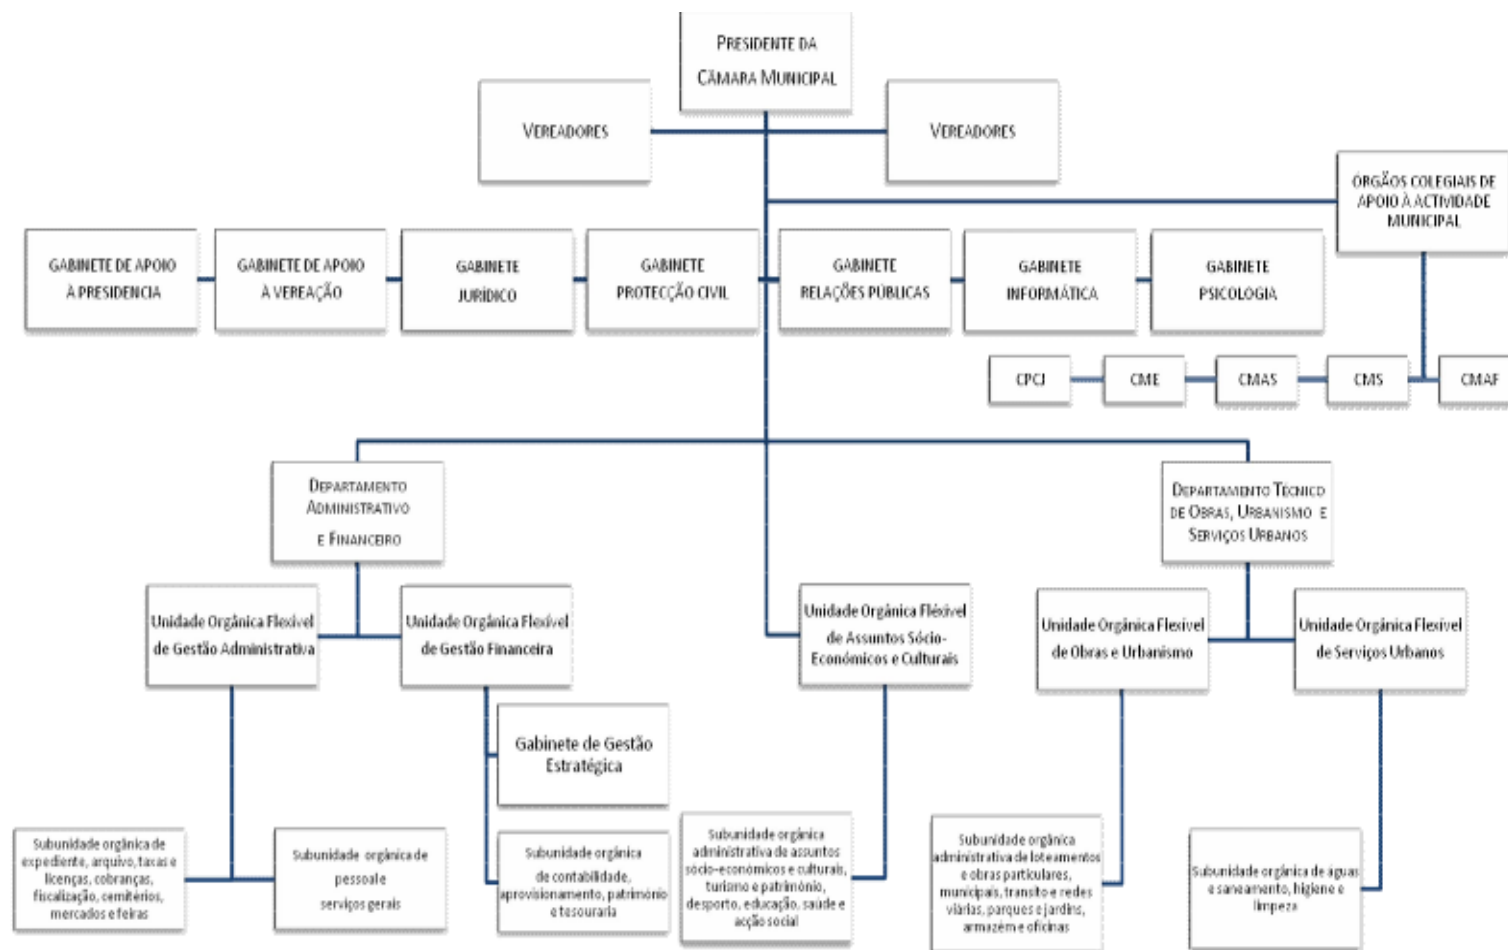 PRESIDENTE DA
CÂMARA MUNICIPAL
VEREADORES
VEREADORES
ÓRGÃOS COLEGIAIS DE
APOIO À ACTIVIDADE
MUNICIPAL
GABINETE DE APOIO
À PRESIDENCIA
GABINETE DE APOIO
À VEREAÇÃO
GABINETE
JURÍDICO
GABINETE
PROTECÇÃO CIVIL
GABINETE
RELAÇÕES PÚBLICAS
GABINETE
INFORMÁTICA
GABINETE
PSICOLOGIA
CPCJ
CME
CMAS
CMS
CMAF
DEPARTAMENTO
ADMINISTRATIVO
E FINANCEIRO
DEPARTAMENTO TÉCNICO
DE OBRAS, URBANISMO E
SERVIÇOS URBANOS
Unidade Orgânica Flexível
de Gestão Administrativa
Unidade Orgânica Flexível
de Gestão Financeira
Unidade Orgânica Fléxível
de Assuntos Sócio-
Económicos e Culturais
Unidade Orgânica Flexível
de Obras e Urbanismo
Unidade Orgânica Flexível
de Serviços Urbanos
Gabinete de Gestão
Estratégica
Subunidade orgânica de
expediente, arquivo, taxas e
licenças, cobranças,
fiscalização, cemitérios,
mercados e feiras
Subunidade orgânica de
pessoal e
serviços gerais
Subunidade orgânica
de contabilidade,
aprovisionamento, património
e tesouraria
Subunidade orgânica
administrativa de assuntos
sócio-económicos e culturais,
turismo e património,
desporto, educação, saúde e
acção social
Subunidade orgânica
administrativa de loteamentos
e obras particulares,
municipais, transito e redes
viárias, parques e jardins,
armazém e oficinas
Subunidade orgânica de águas
e saneamento, higiene e
limpeza